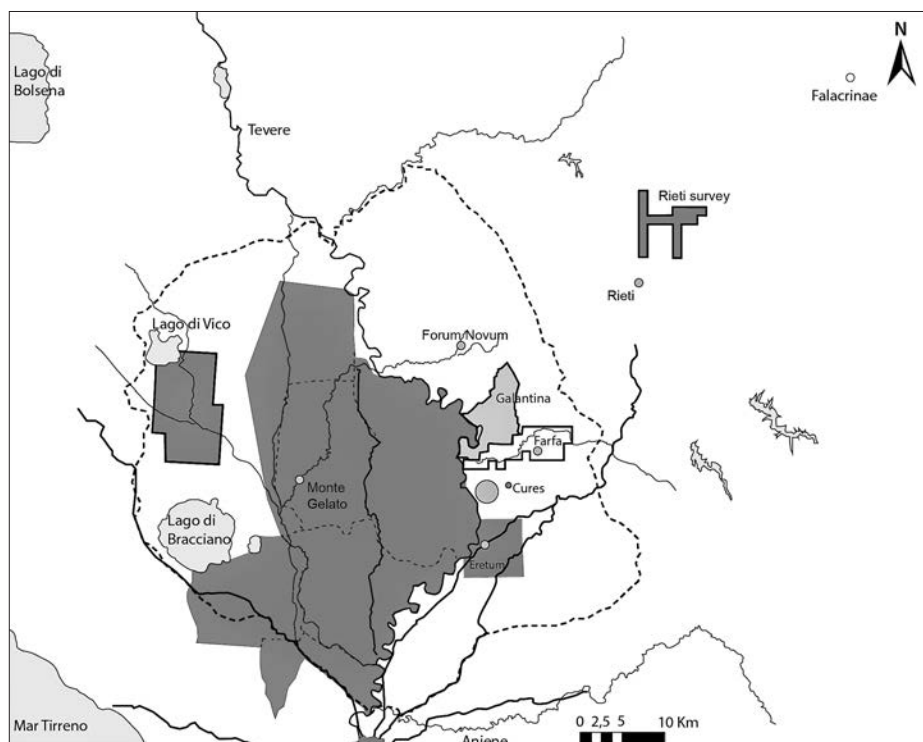 N
Lago di
Bolsena
Falacrinae
Tevere
Rieti survey
Rieti
Lago di Vico
Forum Novum
Galantina
Farfa
Monte
Gelato
Cures
Lago di
Bracciano
Eretum
Mar Tirreno
Aniene
0 2,5 5 10 Km